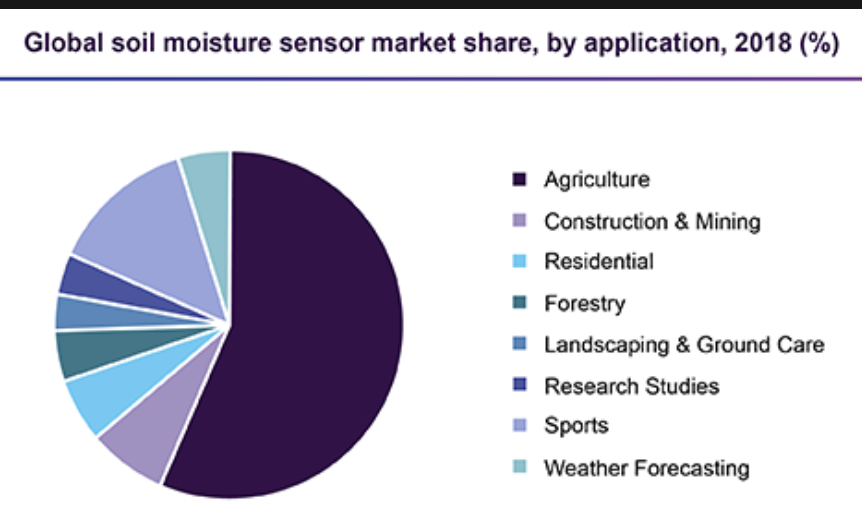 Global soil moisture sensor market share, by application, 2018 (%)
Agriculture
Construction & Mining
Residential
Forestry
Landscaping & Ground Care
Research Studies
Sports
Weather Forecasting